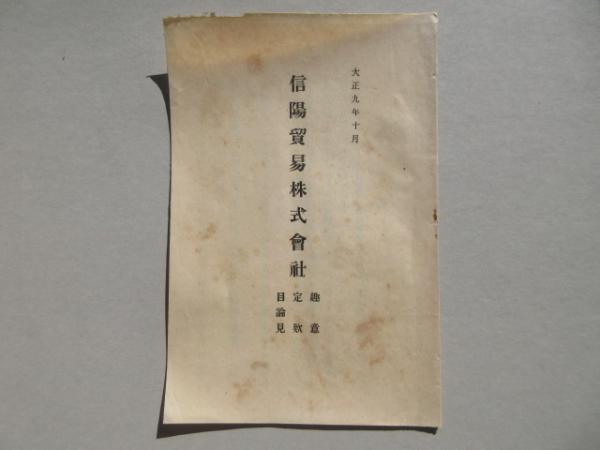 大正九年十月
信陽貿易株式會社
趣意
定欵
目論見